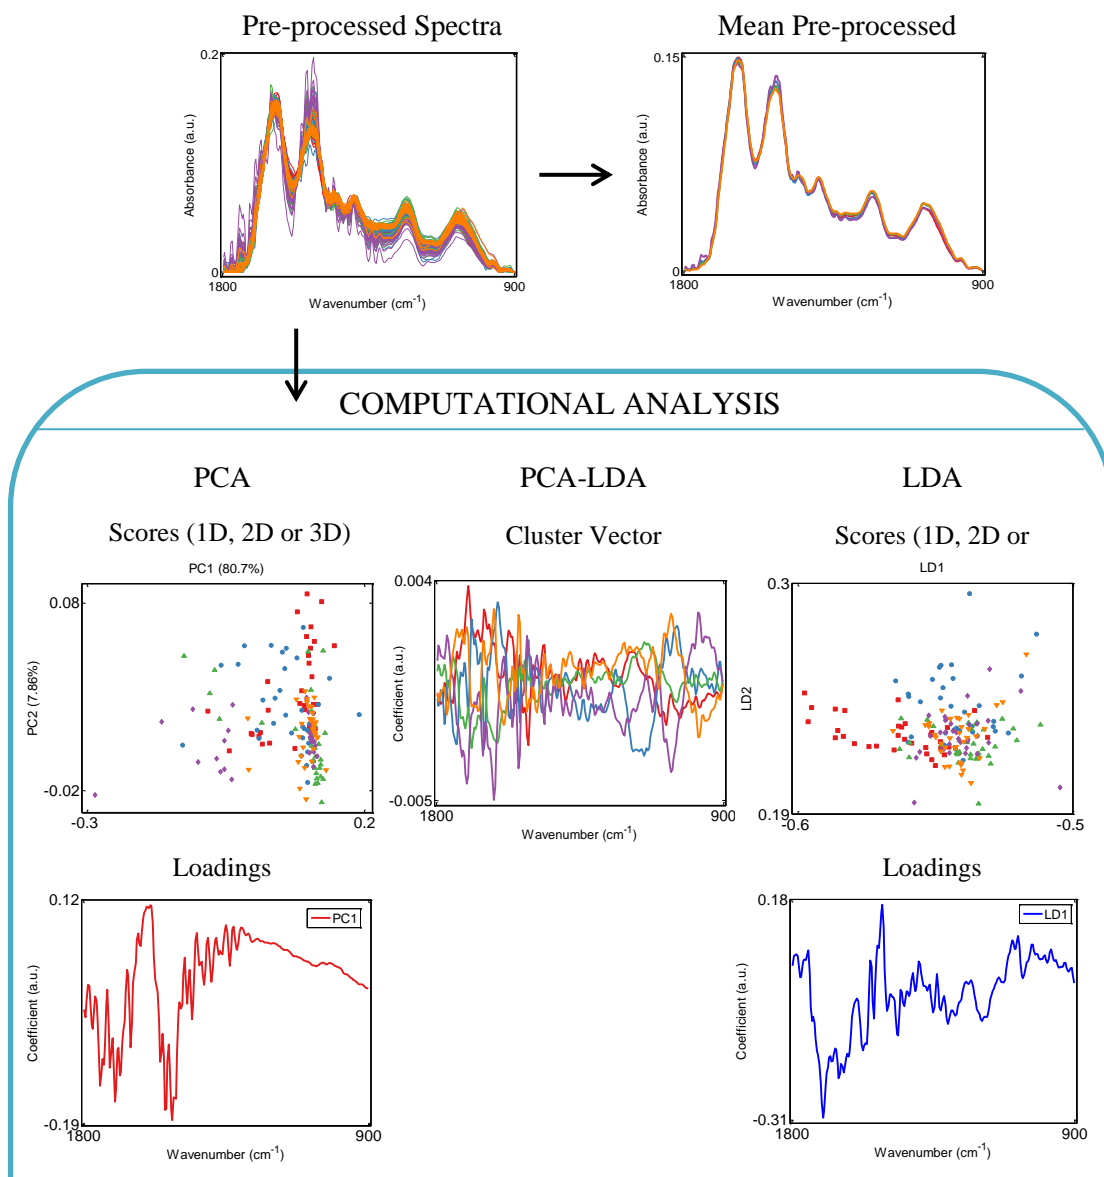 Pre-processed Spectra
Mean Pre-processed
0.2
Absorbance (a.u.)
0
1800
900
Wavenumber (cm-1)
0.15
Absorbance (a.u.)
0
1800
900
Wavenumber (cm-1)
COMPUTATIONAL ANALYSIS
PCA
PCA-LDA
LDA
Scores (1D, 2D or 3D)
Cluster Vector
Scores (1D, 2D or
PC1 (80.7%)
0.08
PC2 (7.86%)
-0.02
-0.3
0.2
0.004
Coefficient (a.u.)
-0.005
1800
900
Wavenumber (cm-1)
LD1
0.3
LD2
0.19
-0.6
-0.5
Loadings
Loadings
0.12
PC1
Coefficient (a.u.)
-0.19
1800
900
Wavenumber (cm-1)
0.18
LD1
Coefficient (a.u.)
-0.31
1800
900
Wavenumber (cm-1)